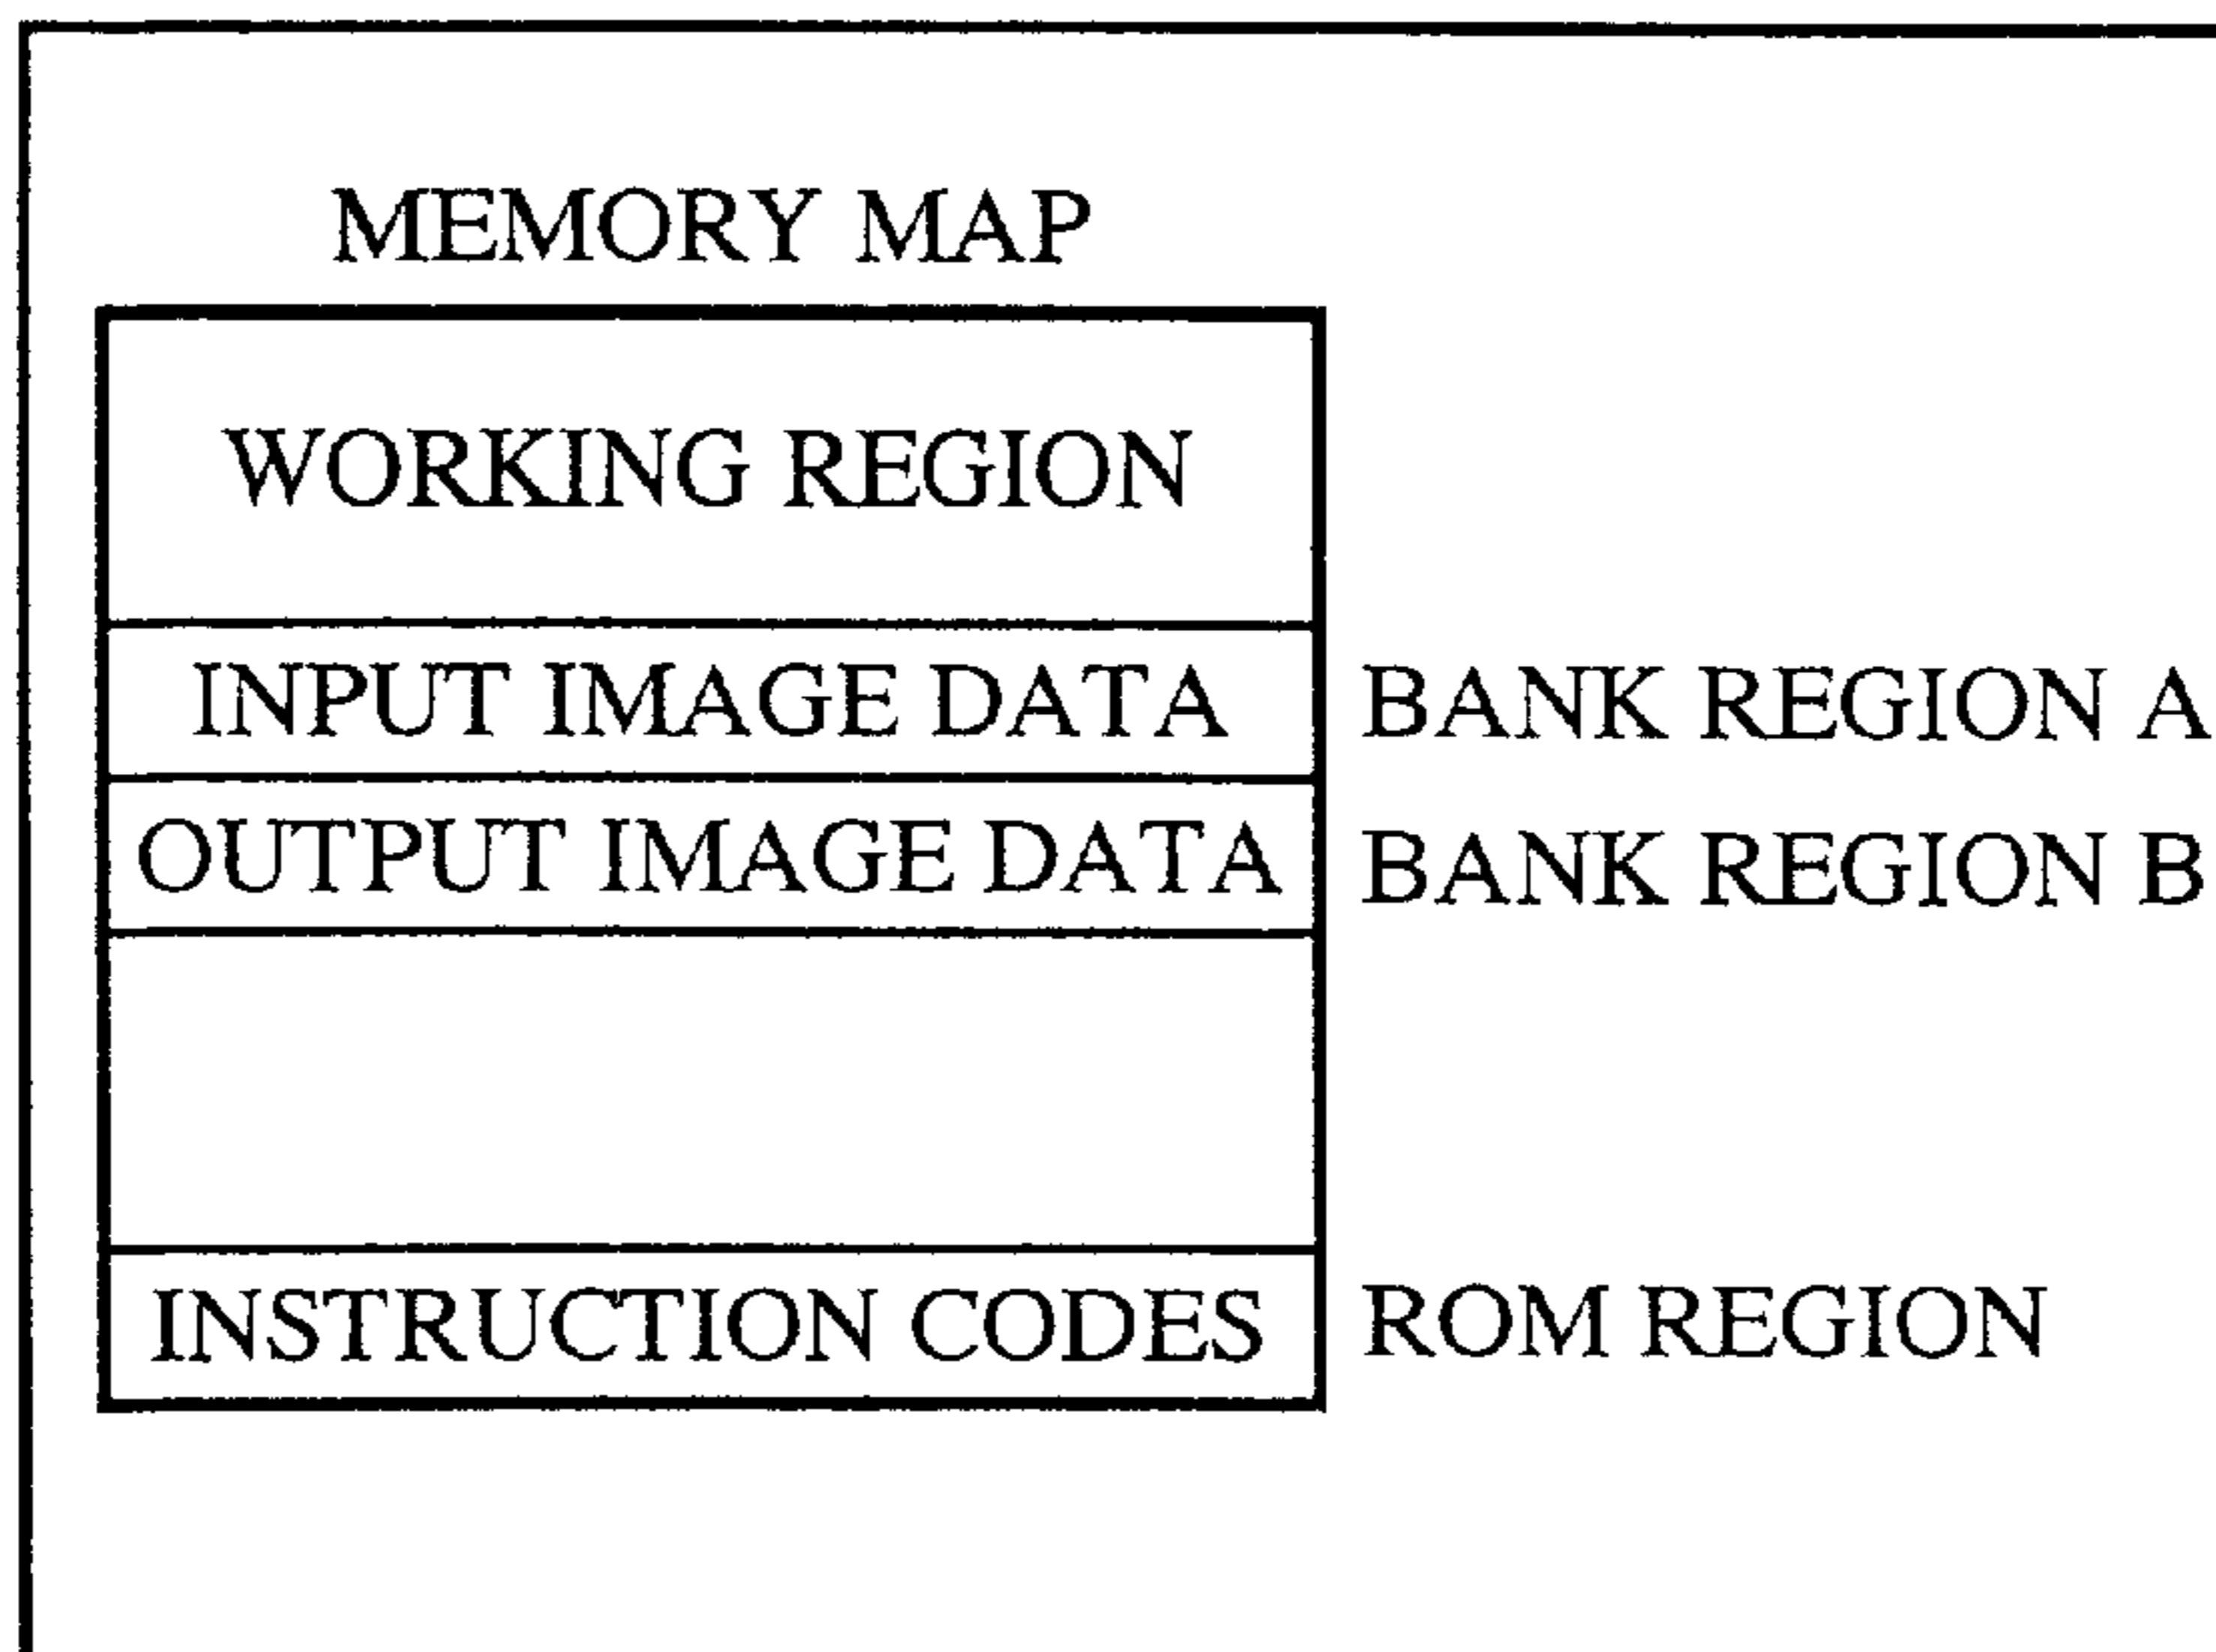 MEMORY MAP
WORKING REGION
INPUT IMAGE DATA BANK REGION A
OUTPUT IMAGE DATA BANK REGION B
INSTRUCTION CODES ROM REGION